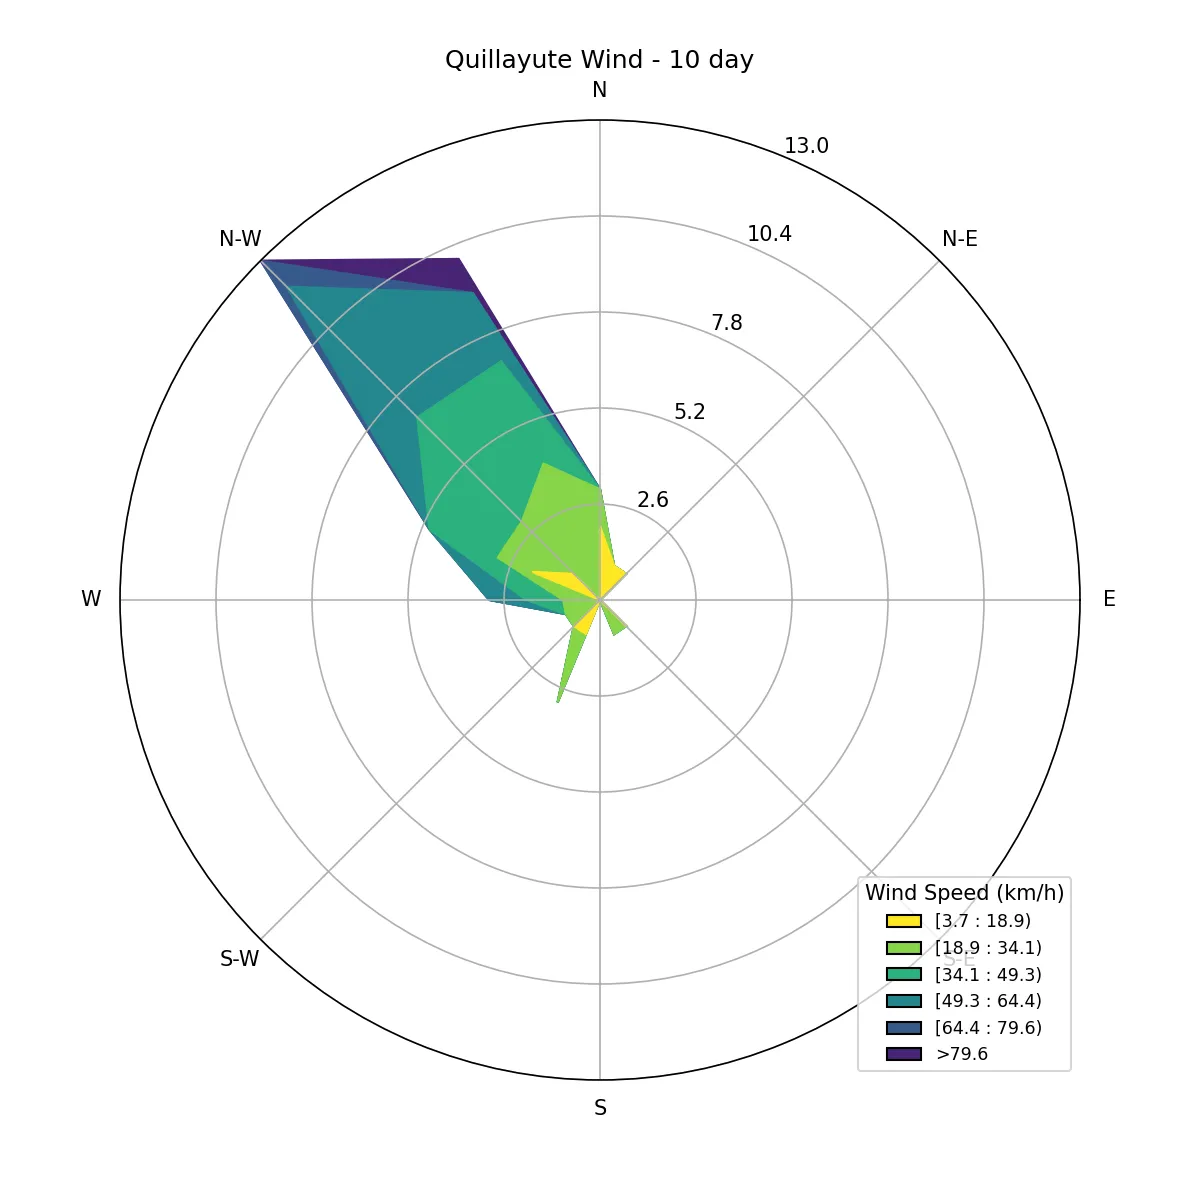 Quillayute Wind - 10 day
N
13.0
10.4
N-W
N-E
7.8
5.2
2.6
W
E
Wind Speed (km/h)
[3.7 : 18.9)
[18.9 : 34.1)
S-W
S-E
[34.1 : 49.3)
[49.3 : 64.4)
[64.4 : 79.6)
>79.6
S